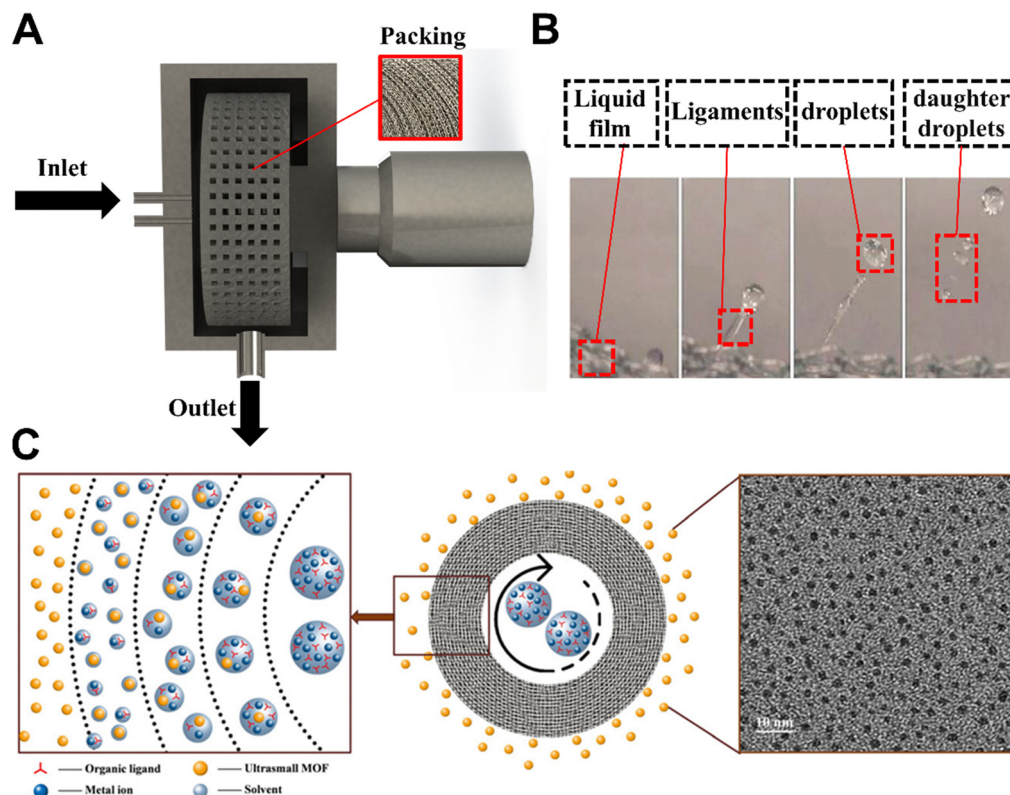 A
Packing
Inlet
Outlet
B
Liquid
film
Ligaments
droplets
daughter
droplets
C
10 nm
Organic ligand
Ultrasmall MOF
Metal ion
Solvent